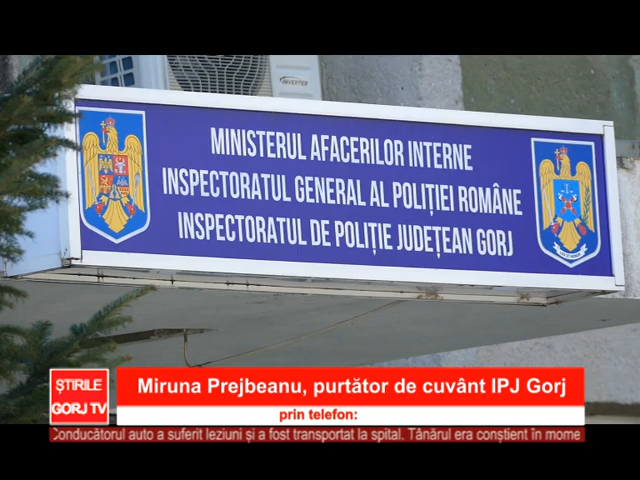 MINISTERUL AFACERILOR INTERNE
INSPECTORATUL GENERAL AL POLIȚIEI ROMÂNE
INSPECTORATUL DE POLIȚIE JUDEȚEAN GORJ
INVERTER
ȘTIRILE
GORJ TV
Miruna Prejbeanu, purtător de cuvânt IPJ Gorj
prin telefon:
Conducătorul auto a suferit leziuni și a fost transportat la spital. Tânărul era conștient în mome